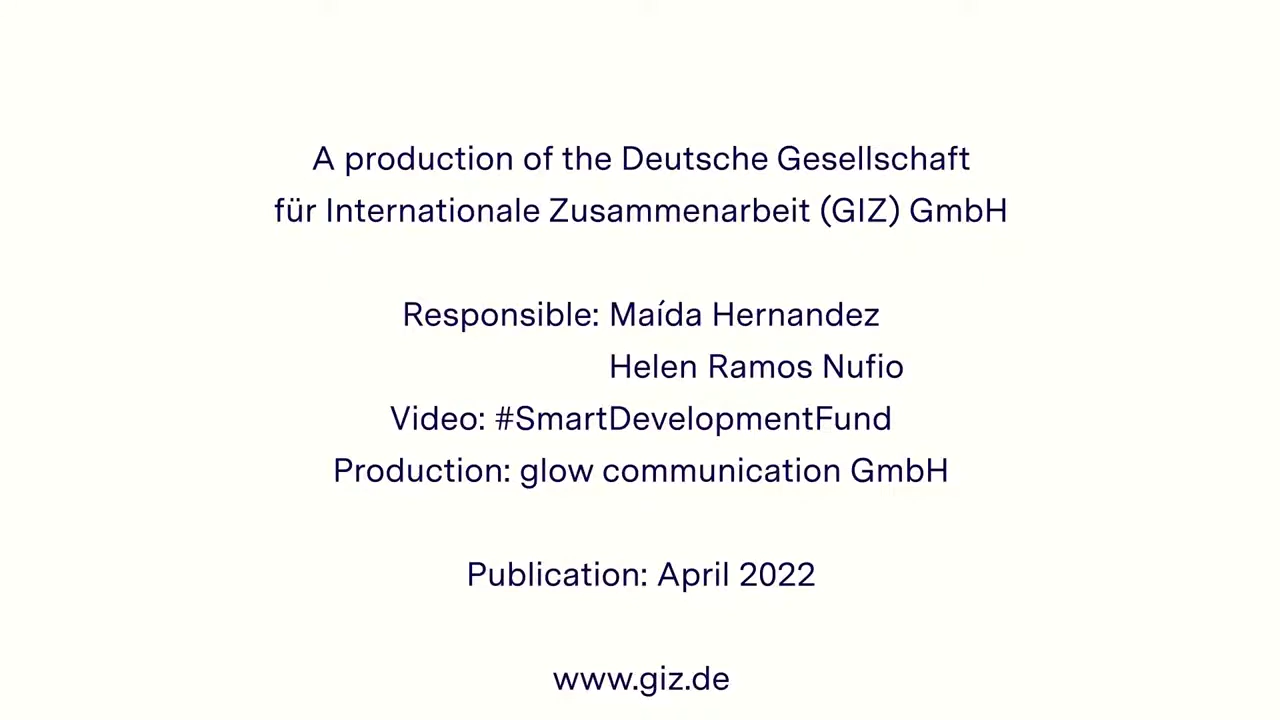 A production of the Deutsche Gesellschaft
für Internationale Zusammenarbeit (GIZ) GmbH
Responsible: Maída Hernandez
Helen Ramos Nufio
Video: #SmartDevelopmentFund
Production: glow communication GmbH
Publication: April 2022
www.giz.de